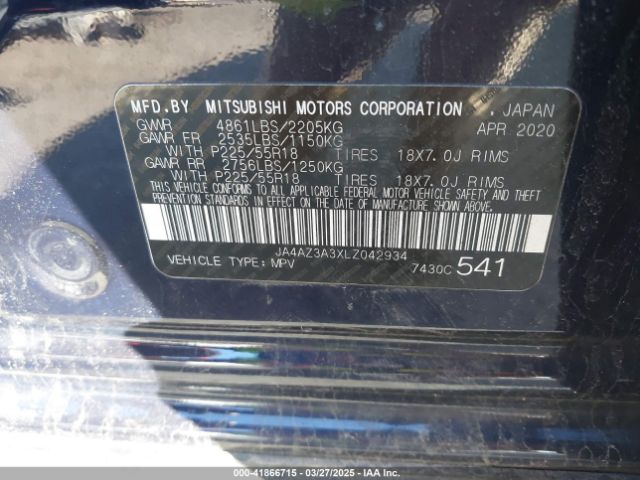 MFD.BY MITSUBISHI MOTORS CORPORATION , JAPAN
GVWR 4861LBS/2205KG APR 2020
GAWR FR 2535LBS/1150KG
WITH P225/55R18 TIRES 18X7.0J RIMS
GAWR RR 2756LBS/1250KG
WITH P225/55R18 TIRES 18X7.0J RIMS
THIS VEHICLE CONFORMS TO ALL APPLICABLE FEDERAL MOTOR VEHICLE SAFETY AND THEFT
PREVENTION STANDARDS IN EFFECT ON THE DATE OF MANUFACTURE SHOWN ABOVE.
JA4AZ3A3XLZ042934
VEHICLE TYPE: MPV 7430C 541
000-41866715 — 03/27/2025 — IAA Inc.